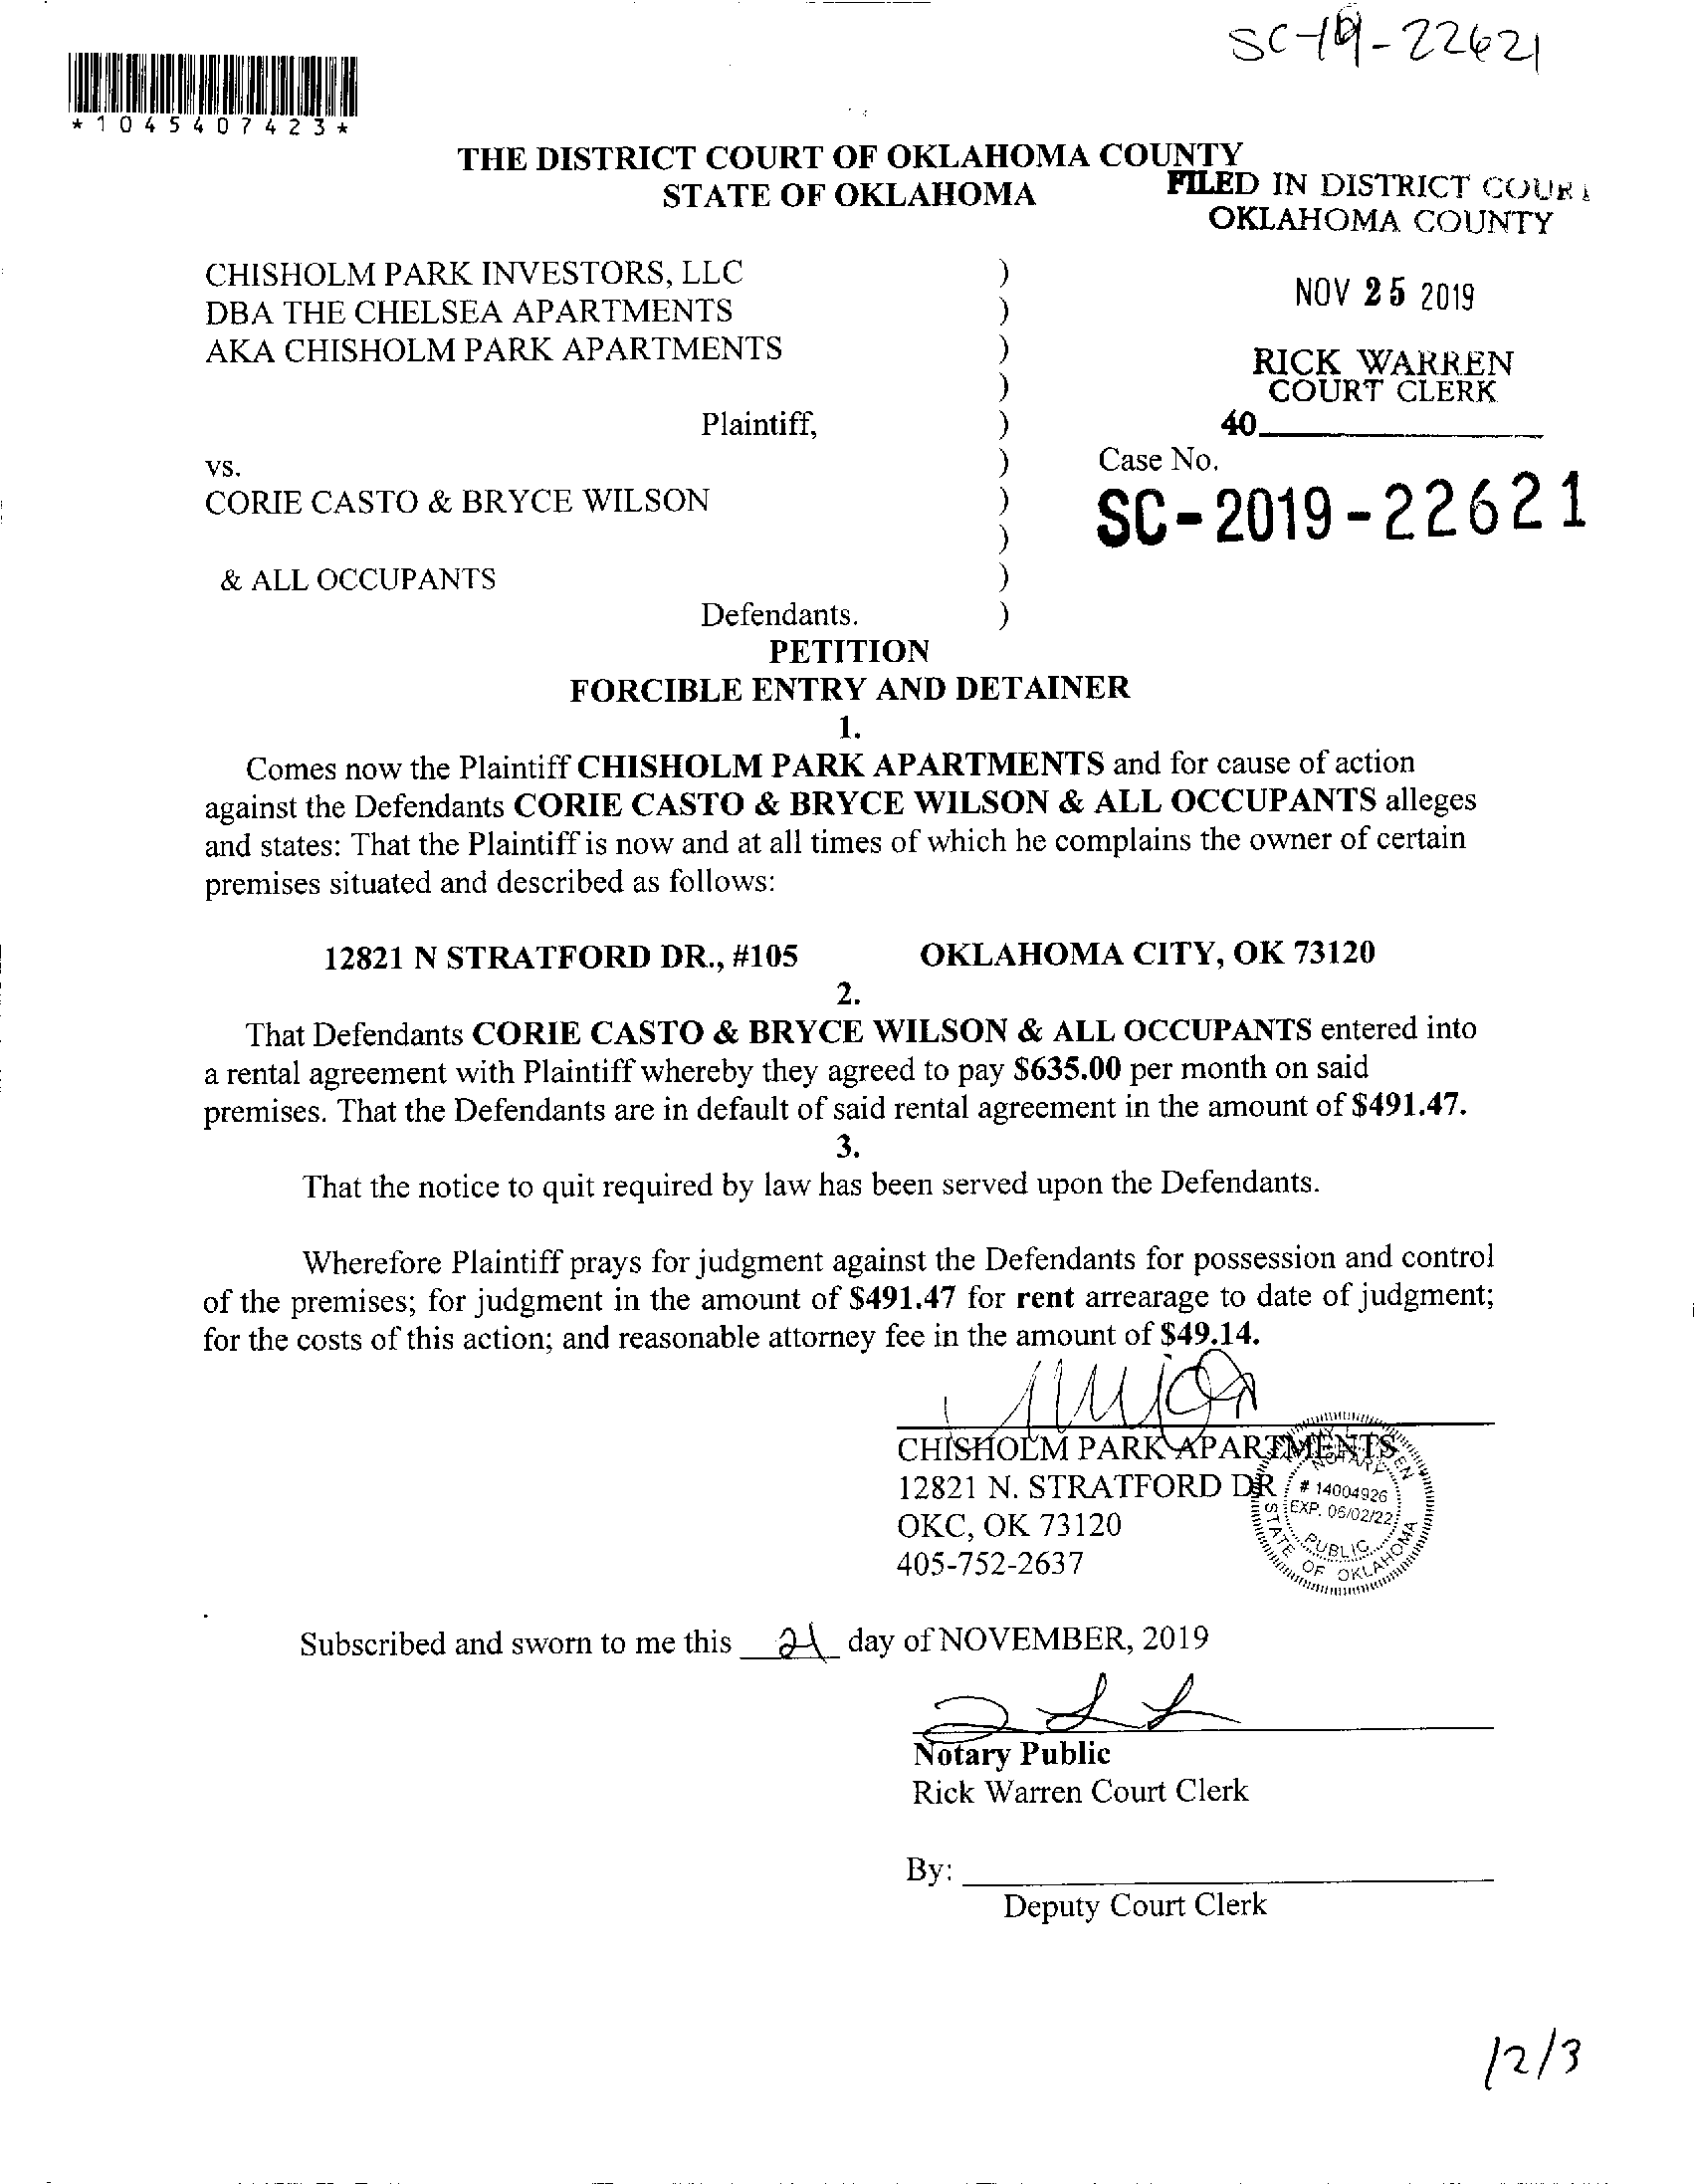 SC-19-22621
*1045407423*
THE DISTRICT COURT OF OKLAHOMA COUNTY
STATE OF OKLAHOMA
FILED IN DISTRICT COURT
OKLAHOMA COUNTY
CHISHOLM PARK INVESTORS, LLC )
DBA THE CHELSEA APARTMENTS )
NOV 25 2019
AKA CHISHOLM PARK APARTMENTS )
RICK WARREN
COURT CLERK
)
Plaintiff, )
40
vs. )
Case No.
CORIE CASTO & BRYCE WILSON )
SC-2019-22621
)
& ALL OCCUPANTS )
Defendants. )
PETITION
FORCIBLE ENTRY AND DETAINER
1.
Comes now the Plaintiff CHISHOLM PARK APARTMENTS and for cause of action
against the Defendants CORIE CASTO & BRYCE WILSON & ALL OCCUPANTS alleges
and states: That the Plaintiff is now and at all times of which he complains the owner of certain
premises situated and described as follows:
12821 N STRATFORD DR., #105 OKLAHOMA CITY, OK 73120
2.
That Defendants CORIE CASTO & BRYCE WILSON & ALL OCCUPANTS entered into
a rental agreement with Plaintiff whereby they agreed to pay $635.00 per month on said
premises. That the Defendants are in default of said rental agreement in the amount of $491.47.
3.
That the notice to quit required by law has been served upon the Defendants.
Wherefore Plaintiff prays for judgment against the Defendants for possession and control
of the premises; for judgment in the amount of $491.47 for rent arrearage to date of judgment;
for the costs of this action; and reasonable attorney fee in the amount of $49.14.
CHISHOLM PARK APARTMENTS
12821 N. STRATFORD DR
OKC, OK 73120
405-752-2637
NOTARY
# 14004926
EXP. 06/02/22
PUBLIC
STATE OF OKLAHOMA
Subscribed and sworn to me this 21 day of NOVEMBER, 2019
Notary Public
Rick Warren Court Clerk
By:
Deputy Court Clerk
12/3